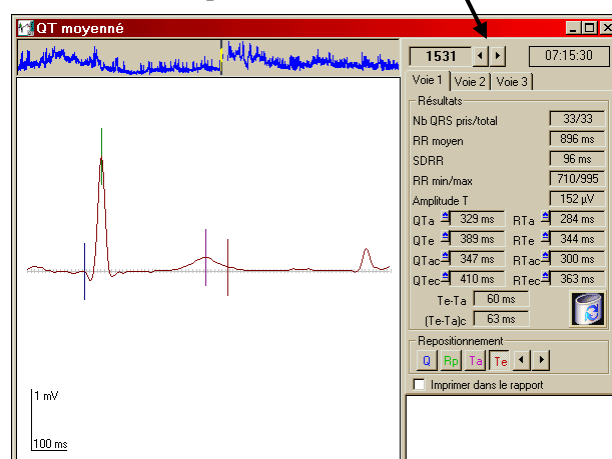 QT moyenné
1531 07:15:30
Voie 1 Voie 2 Voie 3
Résultats
Nb QRS pris/total 33/33
RR moyen 896 ms
SDRR 96 ms
RR min/max 710/995
Amplitude T 152 µV
QTa 329 ms RTa 284 ms
QTe 389 ms RTe 344 ms
QTac 347 ms RTac 300 ms
QTec 410 ms RTec 363 ms
Te-Ta 60 ms
(Te-Ta)c 63 ms
Repositionnement
Q Rp Ta Te
Imprimer dans le rapport
1 mV
100 ms